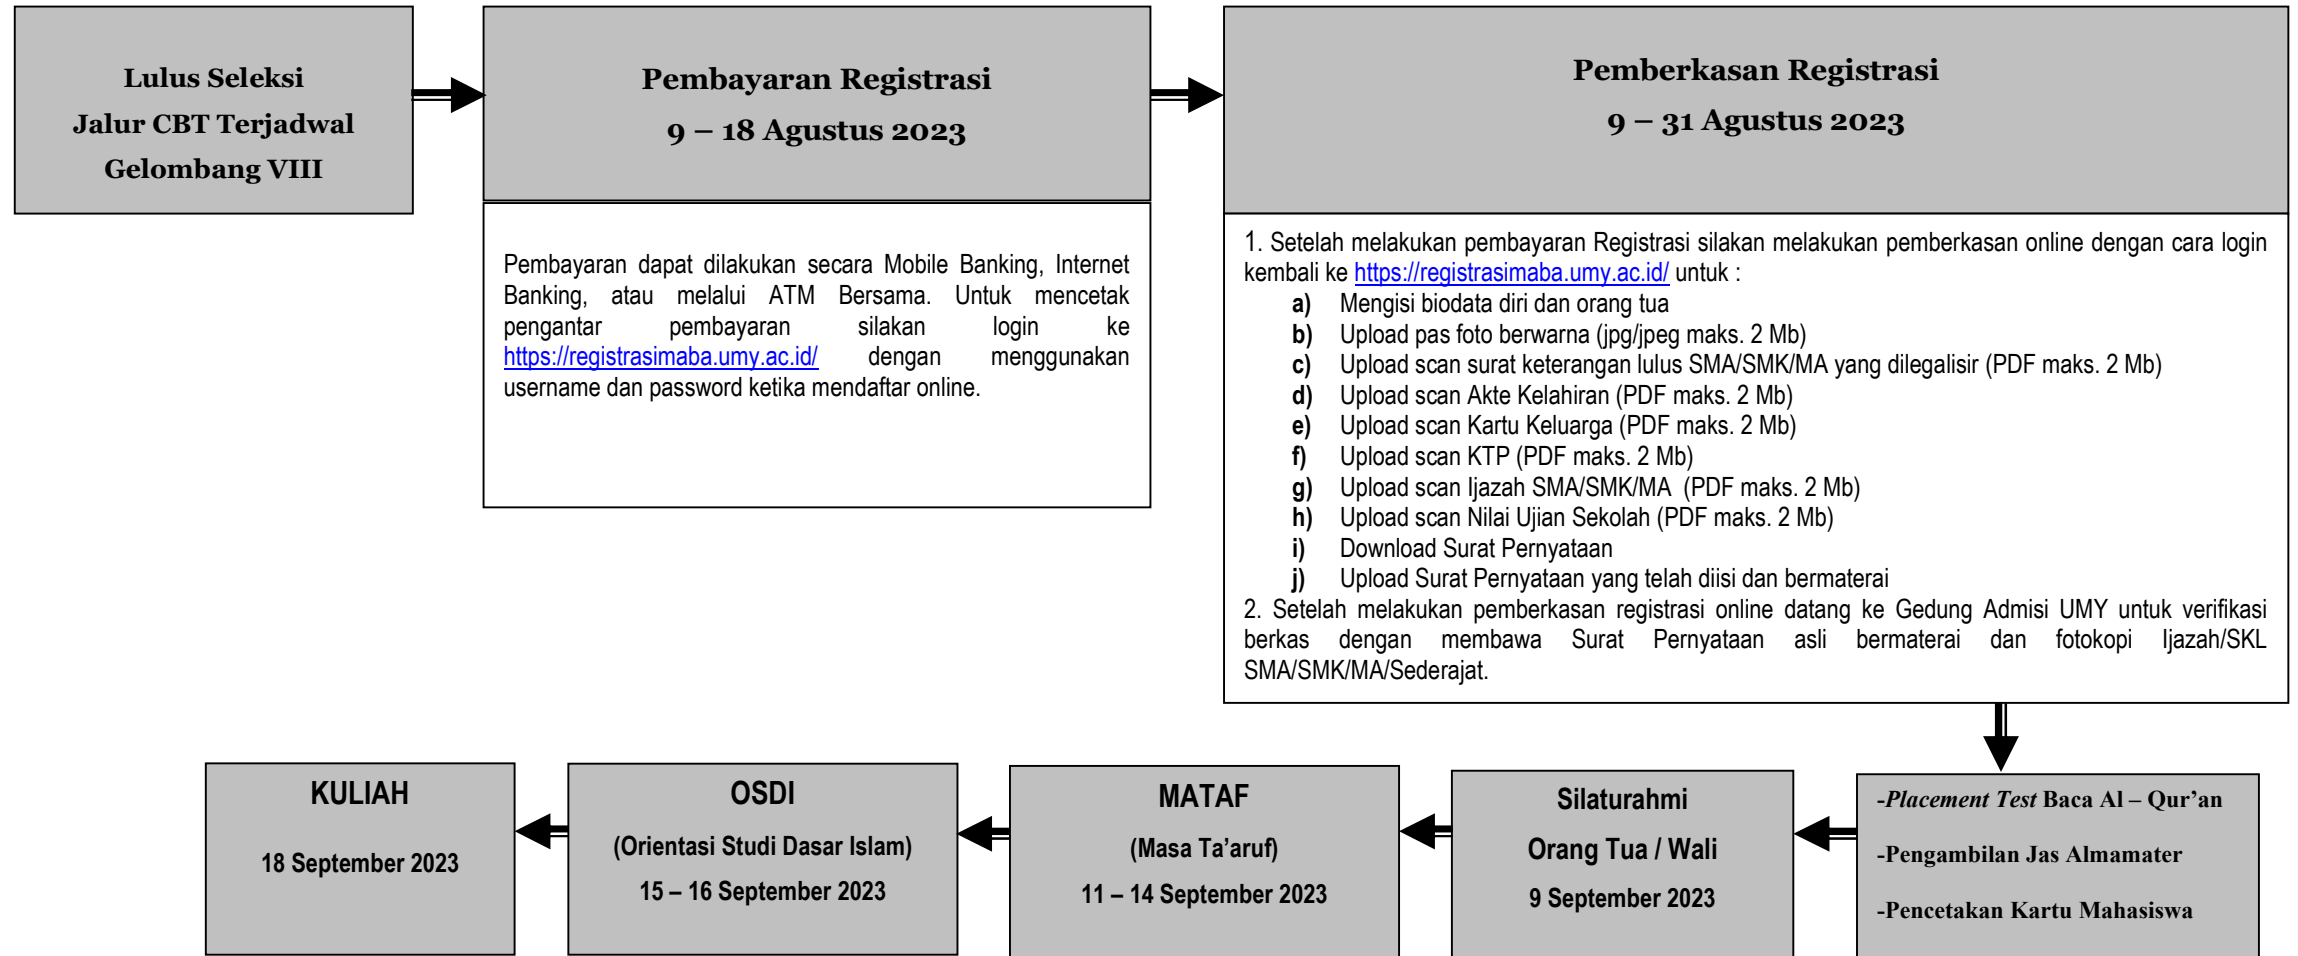 Lulus Seleksi
Jalur CBT Terjadwal
Gelombang VIII
Pembayaran Registrasi
9 – 18 Agustus 2023
Pembayaran dapat dilakukan secara Mobile Banking, Internet
Banking, atau melalui ATM Bersama. Untuk mencetak
pengantar pembayaran silakan login ke
https://registrasimaba.umy.ac.id/ dengan menggunakan
username dan password ketika mendaftar online.
Pemberkasan Registrasi
9 – 31 Agustus 2023
1. Setelah melakukan pembayaran Registrasi silakan melakukan pemberkasan online dengan cara login
kembali ke https://registrasimaba.umy.ac.id/ untuk :
a) Mengisi biodata diri dan orang tua
b) Upload pas foto berwarna (jpg/jpeg maks. 2 Mb)
c) Upload scan surat keterangan lulus SMA/SMK/MA yang dilegalisir (PDF maks. 2 Mb)
d) Upload scan Akte Kelahiran (PDF maks. 2 Mb)
e) Upload scan Kartu Keluarga (PDF maks. 2 Mb)
f) Upload scan KTP (PDF maks. 2 Mb)
g) Upload scan Ijazah SMA/SMK/MA (PDF maks. 2 Mb)
h) Upload scan Nilai Ujian Sekolah (PDF maks. 2 Mb)
i) Download Surat Pernyataan
j) Upload Surat Pernyataan yang telah diisi dan bermaterai
2. Setelah melakukan pemberkasan registrasi online datang ke Gedung Admisi UMY untuk verifikasi
berkas dengan membawa Surat Pernyataan asli bermaterai dan fotokopi Ijazah/SKL
SMA/SMK/MA/Sederajat.
-Placement Test Baca Al – Qur’an
-Pengambilan Jas Almamater
-Pencetakan Kartu Mahasiswa
Silaturahmi
Orang Tua / Wali
9 September 2023
MATAF
(Masa Ta’aruf)
11 – 14 September 2023
OSDI
(Orientasi Studi Dasar Islam)
15 – 16 September 2023
KULIAH
18 September 2023